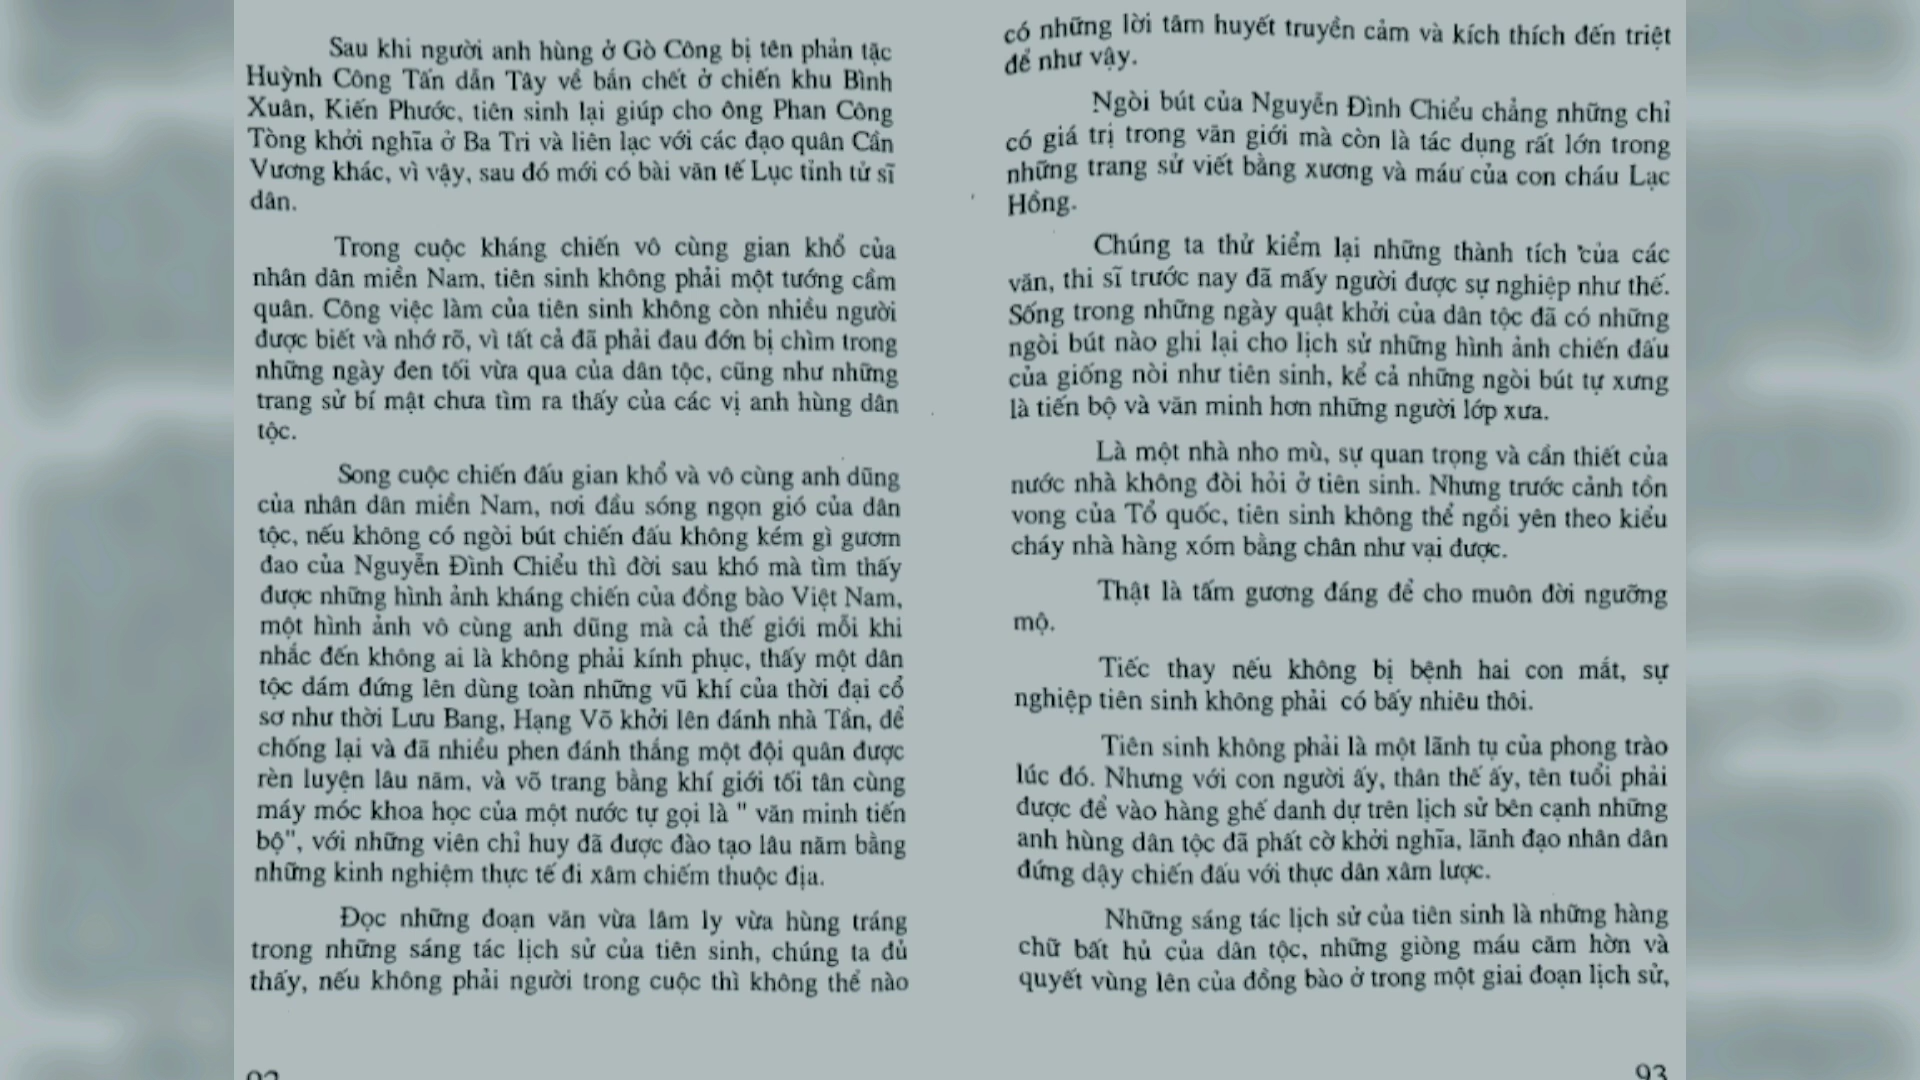 Sau khi người anh hùng ở Gò Công bị tên phản tặc
Huỳnh Công Tấn dẫn Tây về bắn chết ở chiến khu Bình
Xuân, Kiến Phước, tiên sinh lại giúp cho ông Phan Công
Tòng khởi nghĩa ở Ba Tri và liên lạc với các đạo quân Cần
Vương khác, vì vậy, sau đó mới có bài văn tế Lục tỉnh tử sĩ
dân.
Trong cuộc kháng chiến vô cùng gian khổ của
nhân dân miền Nam, tiên sinh không phải một tướng cầm
quân. Công việc làm của tiên sinh không còn nhiều người
được biết và nhớ rõ, vì tất cả đã phải đau đớn bị chìm trong
những ngày đen tối vừa qua của dân tộc, cũng như những
trang sử bí mật chưa tìm ra thấy của các vị anh hùng dân
tộc.
Song cuộc chiến đấu gian khổ và vô cùng anh dũng
của nhân dân miền Nam, nơi đầu sóng ngọn gió của dân
tộc, nếu không có ngòi bút chiến đấu không kém gì gươm
đao của Nguyễn Đình Chiểu thì đời sau khó mà tìm thấy
được những hình ảnh kháng chiến của đồng bào Việt Nam,
một hình ảnh vô cùng anh dũng mà cả thế giới mỗi khi
nhắc đến không ai là không phải kính phục, thấy một dân
tộc dám đứng lên dùng toàn những vũ khí của thời đại cổ
sơ như thời Lưu Bang, Hạng Võ khởi lên đánh nhà Tần, để
chống lại và đã nhiều phen đánh thắng một đội quân được
rèn luyện lâu năm, và võ trang bằng khí giới tối tân cùng
máy móc khoa học của một nước tự gọi là " văn minh tiến
bộ", với những viên chỉ huy đã được đào tạo lâu năm bằng
những kinh nghiệm thực tế đi xâm chiếm thuộc địa.
Đọc những đoạn văn vừa lâm ly vừa hùng tráng
trong những sáng tác lịch sử của tiên sinh, chúng ta đủ
thấy, nếu không phải người trong cuộc thì không thể nào
có những lời tâm huyết truyền cảm và kích thích đến triệt
để như vậy.
Ngòi bút của Nguyễn Đình Chiểu chẳng những chỉ
có giá trị trong văn giới mà còn là tác dụng rất lớn trong
những trang sử viết bằng xương và máu của con cháu Lạc
Hồng.
Chúng ta thử kiểm lại những thành tích của các
văn, thi sĩ trước nay đã mấy người được sự nghiệp như thế.
Sống trong những ngày quật khởi của dân tộc đã có những
ngòi bút nào ghi lại cho lịch sử những hình ảnh chiến đấu
của giống nòi như tiên sinh, kể cả những ngòi bút tự xưng
là tiến bộ và văn minh hơn những người lớp xưa.
Là một nhà nho mù, sự quan trọng và cần thiết của
nước nhà không đòi hỏi ở tiên sinh. Nhưng trước cảnh tồn
vong của Tổ quốc, tiên sinh không thể ngồi yên theo kiểu
cháy nhà hàng xóm bằng chân như vại được.
Thật là tấm gương đáng để cho muôn đời ngưỡng
mộ.
Tiếc thay nếu không bị bệnh hai con mắt, sự
nghiệp tiên sinh không phải có bấy nhiêu thôi.
Tiên sinh không phải là một lãnh tụ của phong trào
lúc đó. Nhưng với con người ấy, thân thế ấy, tên tuổi phải
được để vào hàng ghế danh dự trên lịch sử bên cạnh những
anh hùng dân tộc đã phất cờ khởi nghĩa, lãnh đạo nhân dân
đứng dậy chiến đấu với thực dân xâm lược.
Những sáng tác lịch sử của tiên sinh là những hàng
chữ bất hủ của dân tộc, những giòng máu căm hờn và
quyết vùng lên của đồng bào ở trong một giai đoạn lịch sử,
93